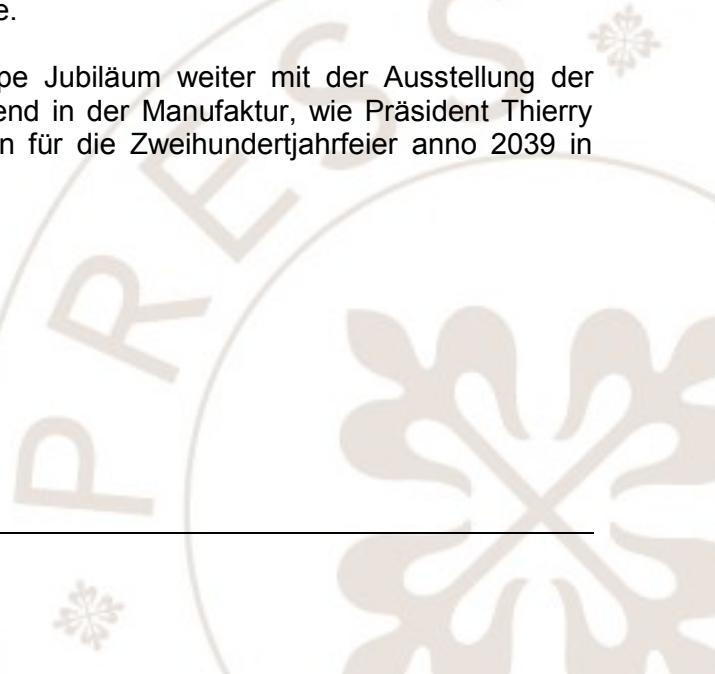 e.
pe Jubiläum weiter mit der Ausstellung der
end in der Manufaktur, wie Präsident Thierry
n für die Zweihundertjahrfeier anno 2039 in
PRESS